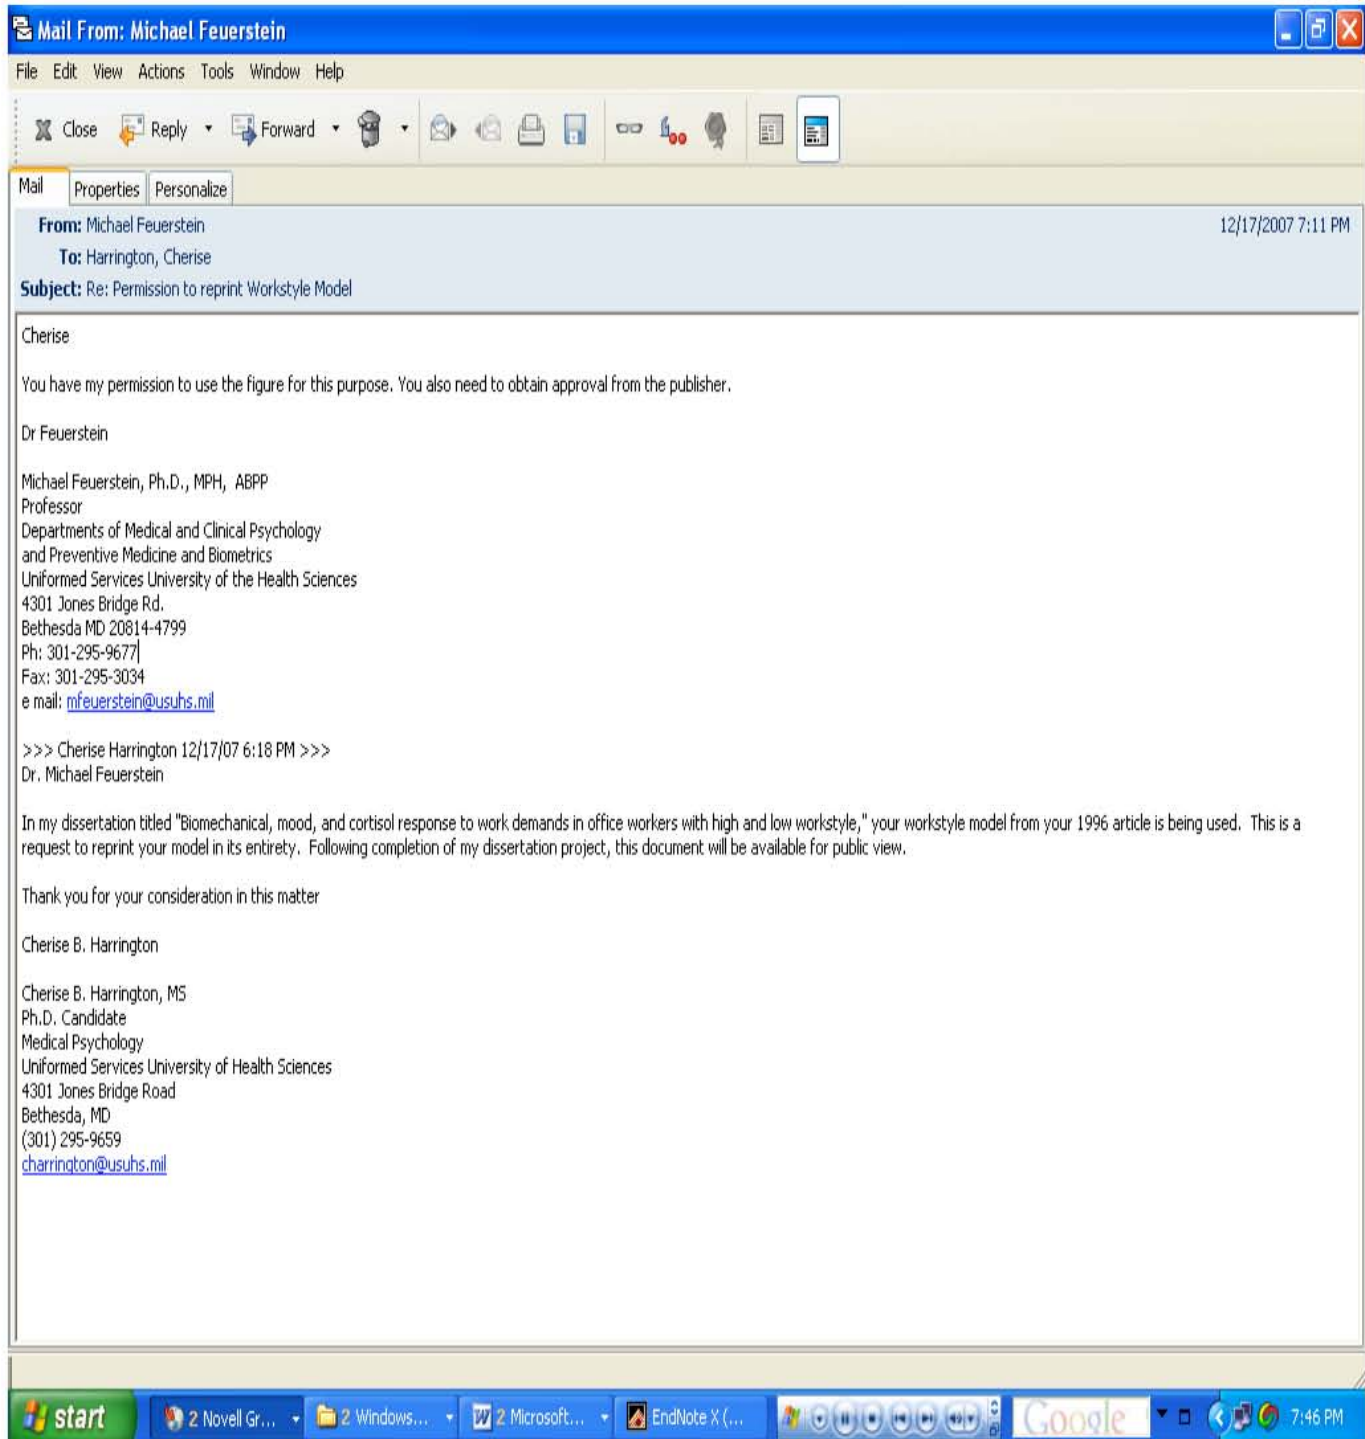 Mail From: Michael Feuerstein
File Edit View Actions Tools Window Help
Close Reply Forward
Mail Properties Personalize
From: Michael Feuerstein 12/17/2007 7:11 PM
To: Harrington, Cherise
Subject: Re: Permission to reprint Workstyle Model
Cherise
You have my permission to use the figure for this purpose. You also need to obtain approval from the publisher.
Dr Feuerstein
Michael Feuerstein, Ph.D., MPH, ABPP
Professor
Departments of Medical and Clinical Psychology
and Preventive Medicine and Biometrics
Uniformed Services University of the Health Sciences
4301 Jones Bridge Rd.
Bethesda MD 20814-4799
Ph: 301-295-9677
Fax: 301-295-3034
e mail: mfeuerstein@usuhs.mil
>>> Cherise Harrington 12/17/07 6:18 PM >>>
Dr. Michael Feuerstein
In my dissertation titled "Biomechanical, mood, and cortisol response to work demands in office workers with high and low workstyle," your workstyle model from your 1996 article is being used. This is a
request to reprint your model in its entirety. Following completion of my dissertation project, this document will be available for public view.
Thank you for your consideration in this matter
Cherise B. Harrington
Cherise B. Harrington, MS
Ph.D. Candidate
Medical Psychology
Uniformed Services University of Health Sciences
4301 Jones Bridge Road
Bethesda, MD
(301) 295-9659
charrington@usuhs.mil
start 2 Novell Gr... 2 Windows... 2 Microsoft... EndNote X (... Google 7:46 PM